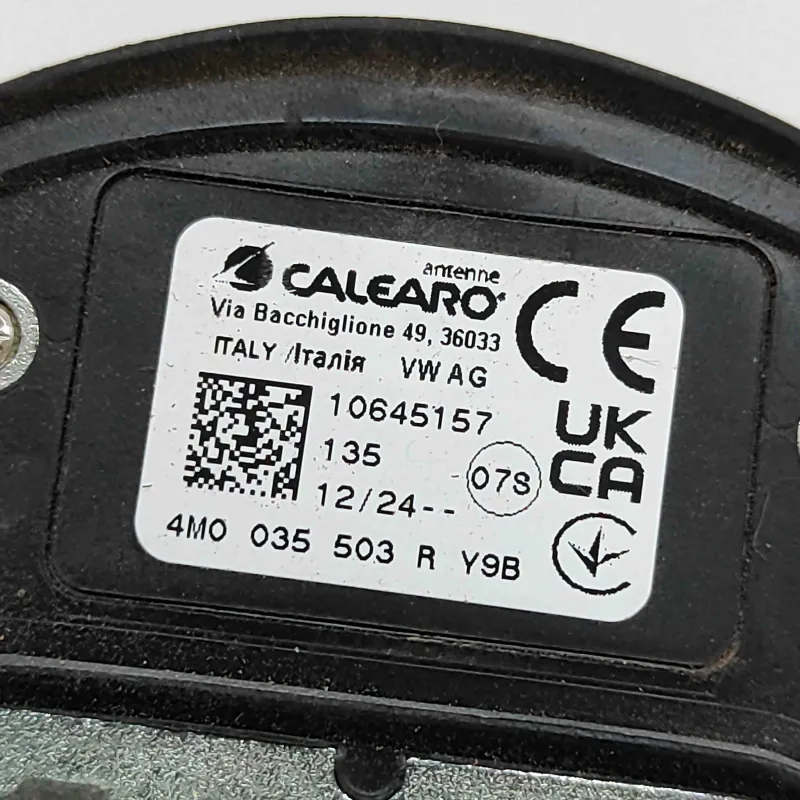 antenne
CALEARO
Via Bacchiglione 49, 36033
ITALY /Італія VW AG
10645157
135
12/24--
07S
4M0 035 503 R Y9B
CE
UK
CA